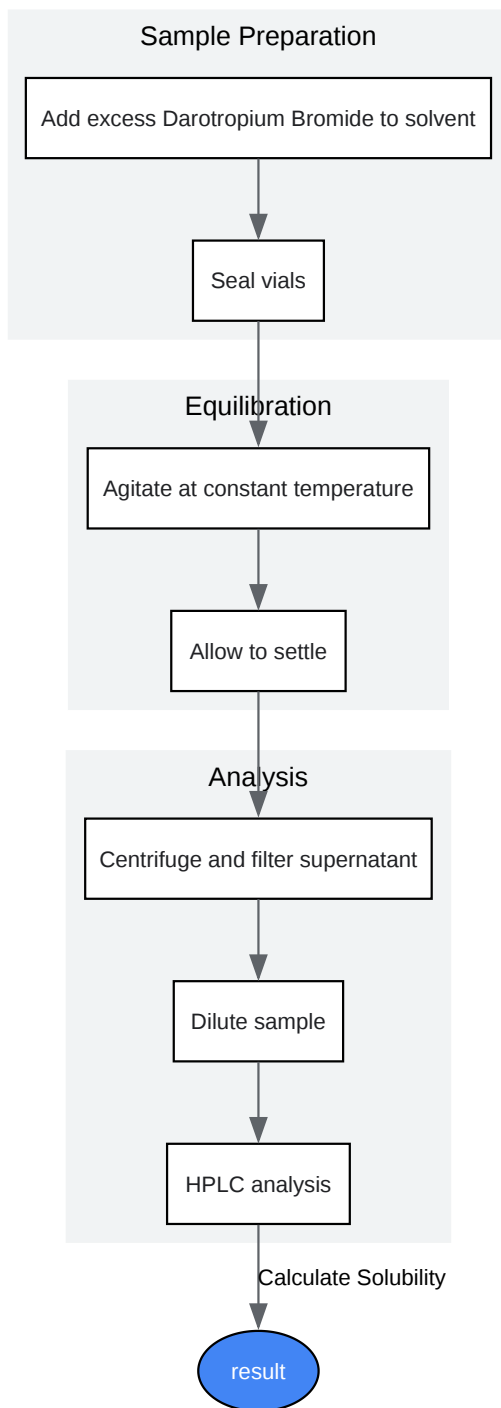 Sample Preparation
Add excess Darotropium Bromide to solvent
Seal vials
Equilibration
Agitate at constant temperature
Allow to settle
Analysis
Centrifuge and filter supernatant
Dilute sample
HPLC analysis
Calculate Solubility
result